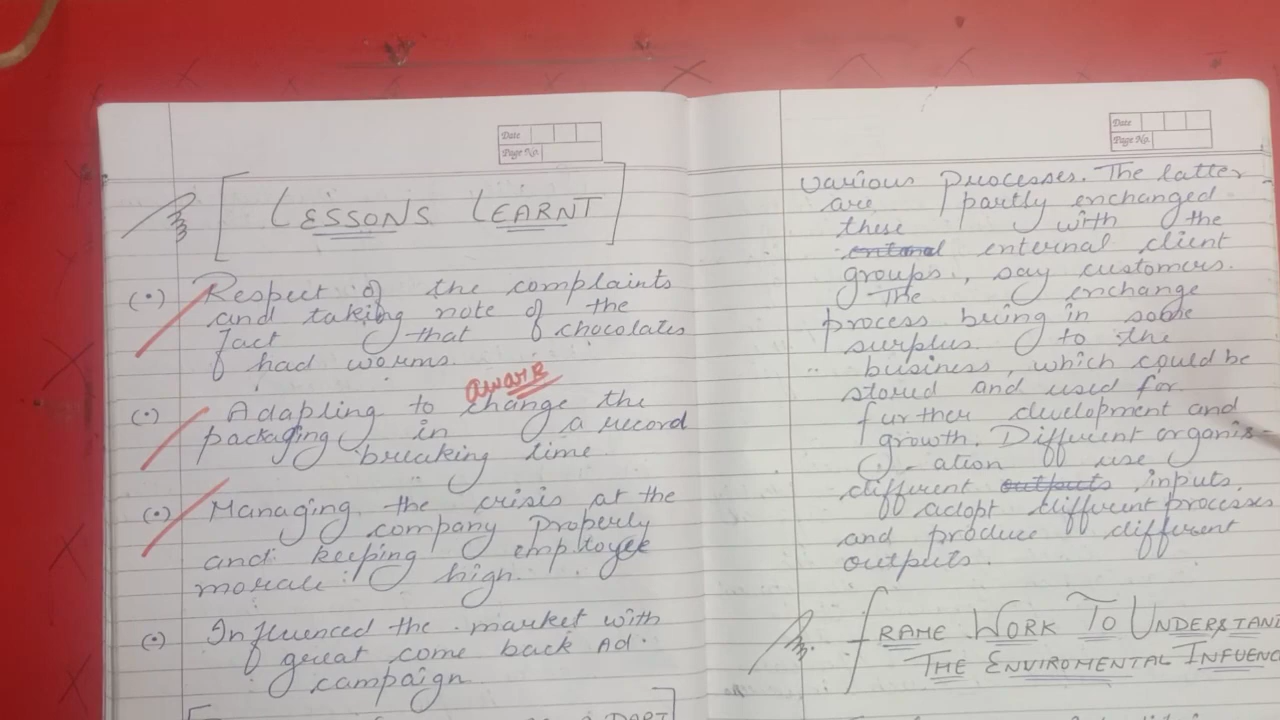 Date
Page No.
LESSONS LEARNT
(•) Respect of the complaints
and taking note of the
fact that of chocolates
had worms.
aware
(•) Adapting to change the
packaging in a record
breaking time
(•) Managing the crisis at the
company Properly
and keeping employee
morale high.
(•) Influenced the market with
great come back Ad.
campaign
Date
Page No.
various processes. The latter
are partly exchanged
these with the
external client
groups, say customers.
The exchange
process being in some
surplus to the
business, which could be
stored and used for
further development and
growth. Different organis-
ation use
different outputs inputs,
adopt different processes
and produce different
outputs.
FRAME WORK TO UNDERSTAND
THE ENVIROMENTAL INFUENC